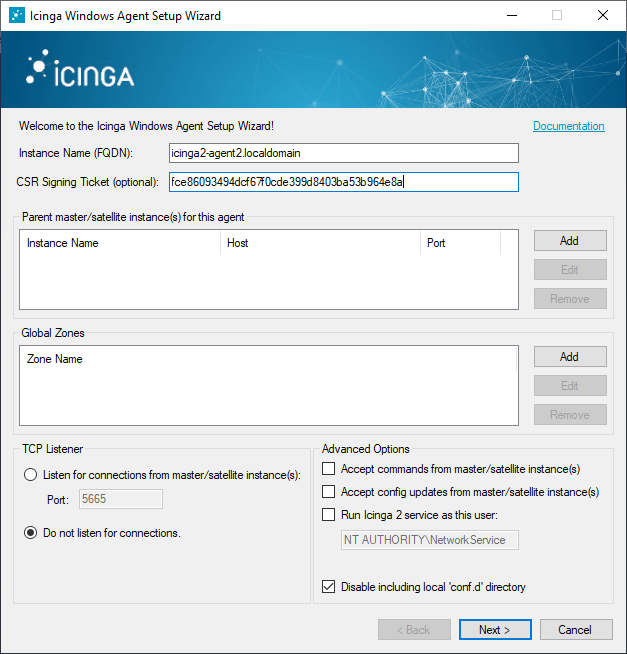 Icinga Windows Agent Setup Wizard
iCINGA
Welcome to the Icinga Windows Agent Setup Wizard!
Documentation
Instance Name (FQDN):
icinga2-agent2.localdomain
CSR Signing Ticket (optional):
fce86093494dcf67f0cde399d8403ba53b964e8a
Parent master/satellite instance(s) for this agent
Instance Name
Host
Port
Add
Edit
Remove
Global Zones
Zone Name
Add
Edit
Remove
TCP Listener
Listen for connections from master/satellite instance(s):
Port:
5665
Do not listen for connections.
Advanced Options
Accept commands from master/satellite instance(s)
Accept config updates from master/satellite instance(s)
Run Icinga 2 service as this user:
NT AUTHORITY\NetworkService
Disable including local 'conf.d' directory
< Back
Next >
Cancel